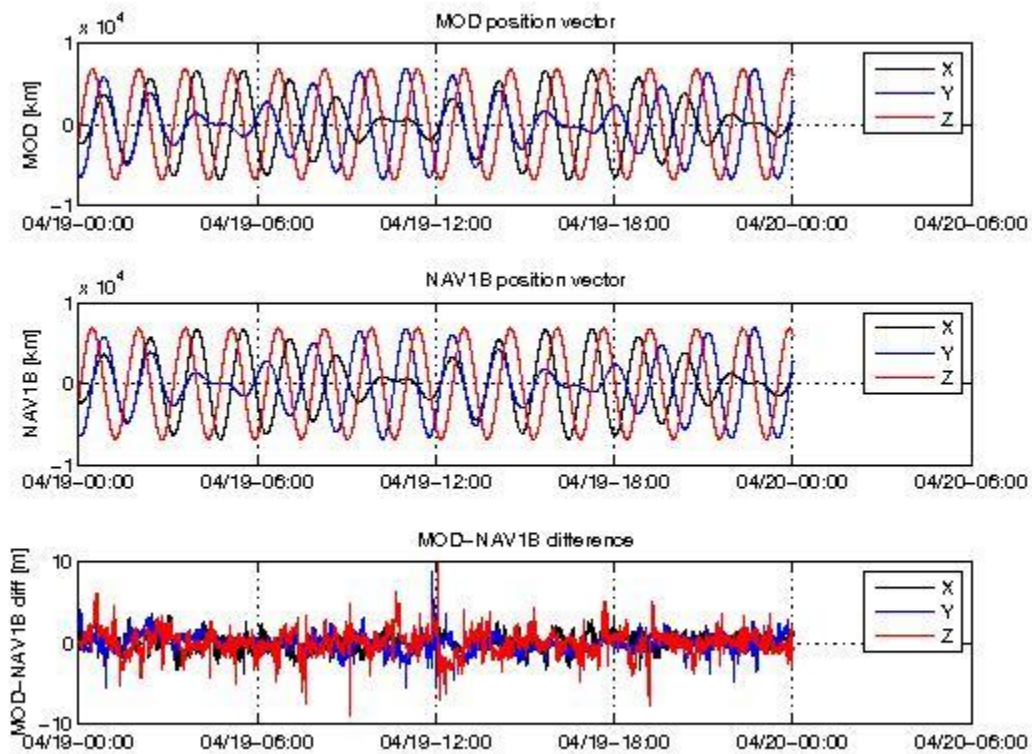 x 10^4
MOD position vector
MOD [km]
1
0
−1
04/19−00:00 04/19−06:00 04/19−12:00 04/19−18:00 04/20−00:00 04/20−06:00
X
Y
Z
x 10^4
NAV1B position vector
NAV1B [km]
1
0
−1
04/19−00:00 04/19−06:00 04/19−12:00 04/19−18:00 04/20−00:00 04/20−06:00
X
Y
Z
MOD−NAV1B difference
MOD−NAV1B diff [m]
10
0
−10
04/19−00:00 04/19−06:00 04/19−12:00 04/19−18:00 04/20−00:00 04/20−06:00
X
Y
Z